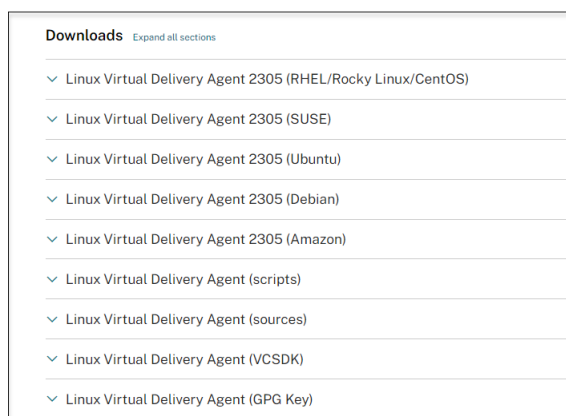 Downloads Expand all sections
Linux Virtual Delivery Agent 2305 (RHEL/Rocky Linux/CentOS)
Linux Virtual Delivery Agent 2305 (SUSE)
Linux Virtual Delivery Agent 2305 (Ubuntu)
Linux Virtual Delivery Agent 2305 (Debian)
Linux Virtual Delivery Agent 2305 (Amazon)
Linux Virtual Delivery Agent (scripts)
Linux Virtual Delivery Agent (sources)
Linux Virtual Delivery Agent (VCSDK)
Linux Virtual Delivery Agent (GPG Key)